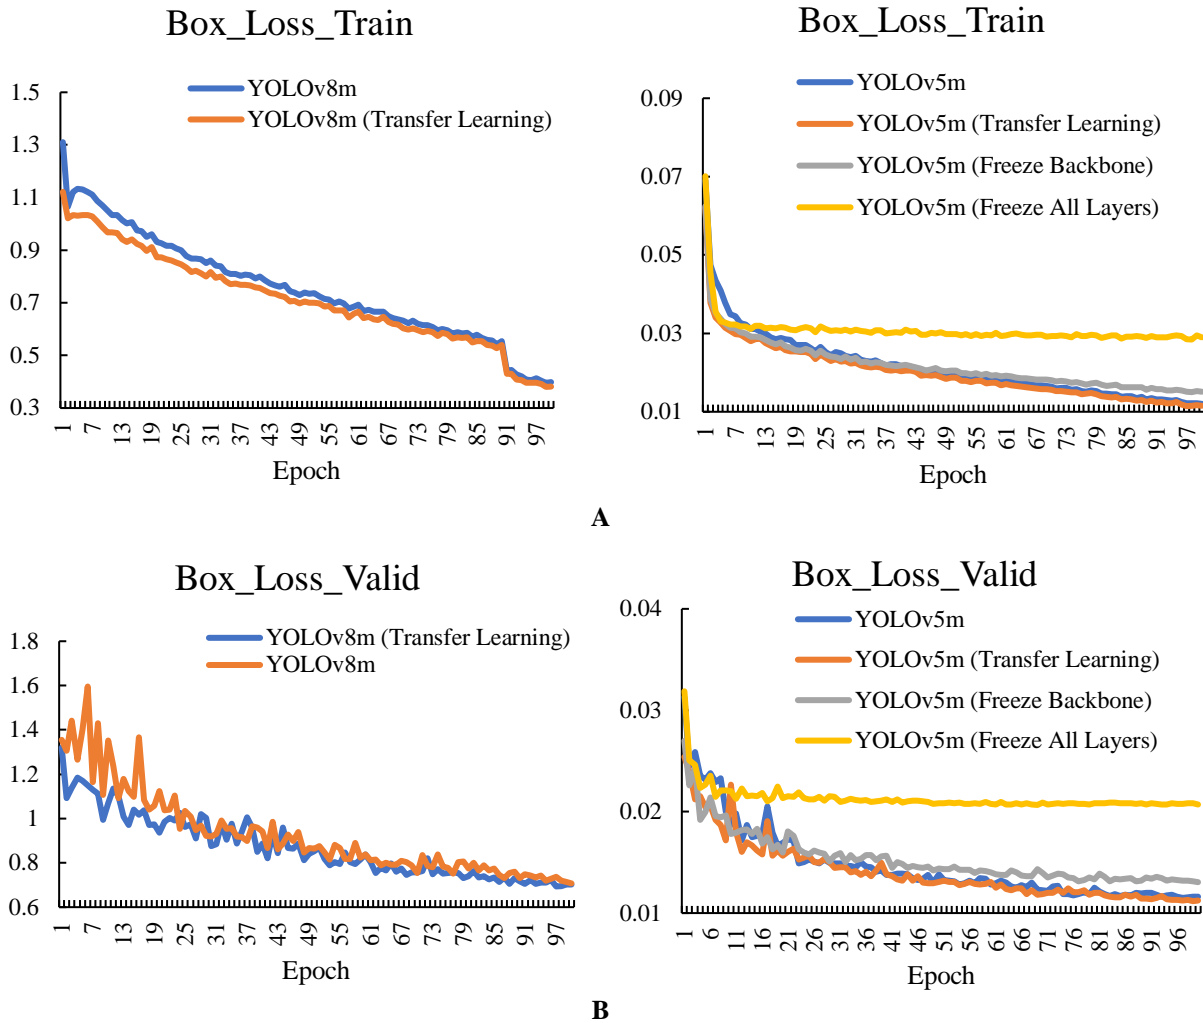 Box_Loss_Train
YOLOv8m
YOLOv8m (Transfer Learning)
1.5
1.3
1.1
0.9
0.7
0.5
0.3
1 7 13 19 25 31 37 43 49 55 61 67 73 79 85 91 97
Epoch
Box_Loss_Train
YOLOv5m
YOLOv5m (Transfer Learning)
YOLOv5m (Freeze Backbone)
YOLOv5m (Freeze All Layers)
0.09
0.07
0.05
0.03
0.01
1 7 13 19 25 31 37 43 49 55 61 67 73 79 85 91 97
Epoch
A
Box_Loss_Valid
YOLOv8m (Transfer Learning)
YOLOv8m
1.8
1.6
1.4
1.2
1
0.8
0.6
1 7 13 19 25 31 37 43 49 55 61 67 73 79 85 91 97
Epoch
Box_Loss_Valid
YOLOv5m
YOLOv5m (Transfer Learning)
YOLOv5m (Freeze Backbone)
YOLOv5m (Freeze All Layers)
0.04
0.03
0.02
0.01
1 6 11 16 21 26 31 36 41 46 51 56 61 66 71 76 81 86 91 96
Epoch
B